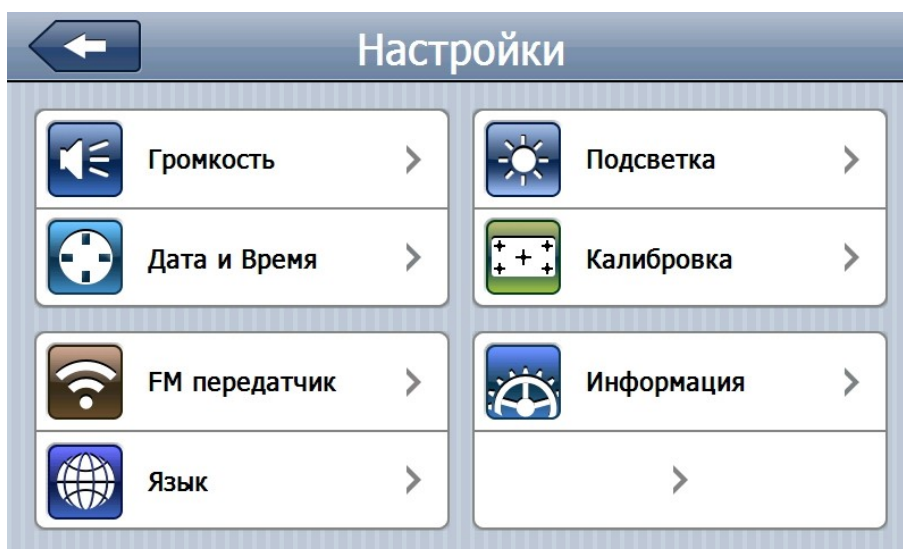 Настройки
Громкость
Подсветка
Дата и Время
Калибровка
FM передатчик
Информация
Язык